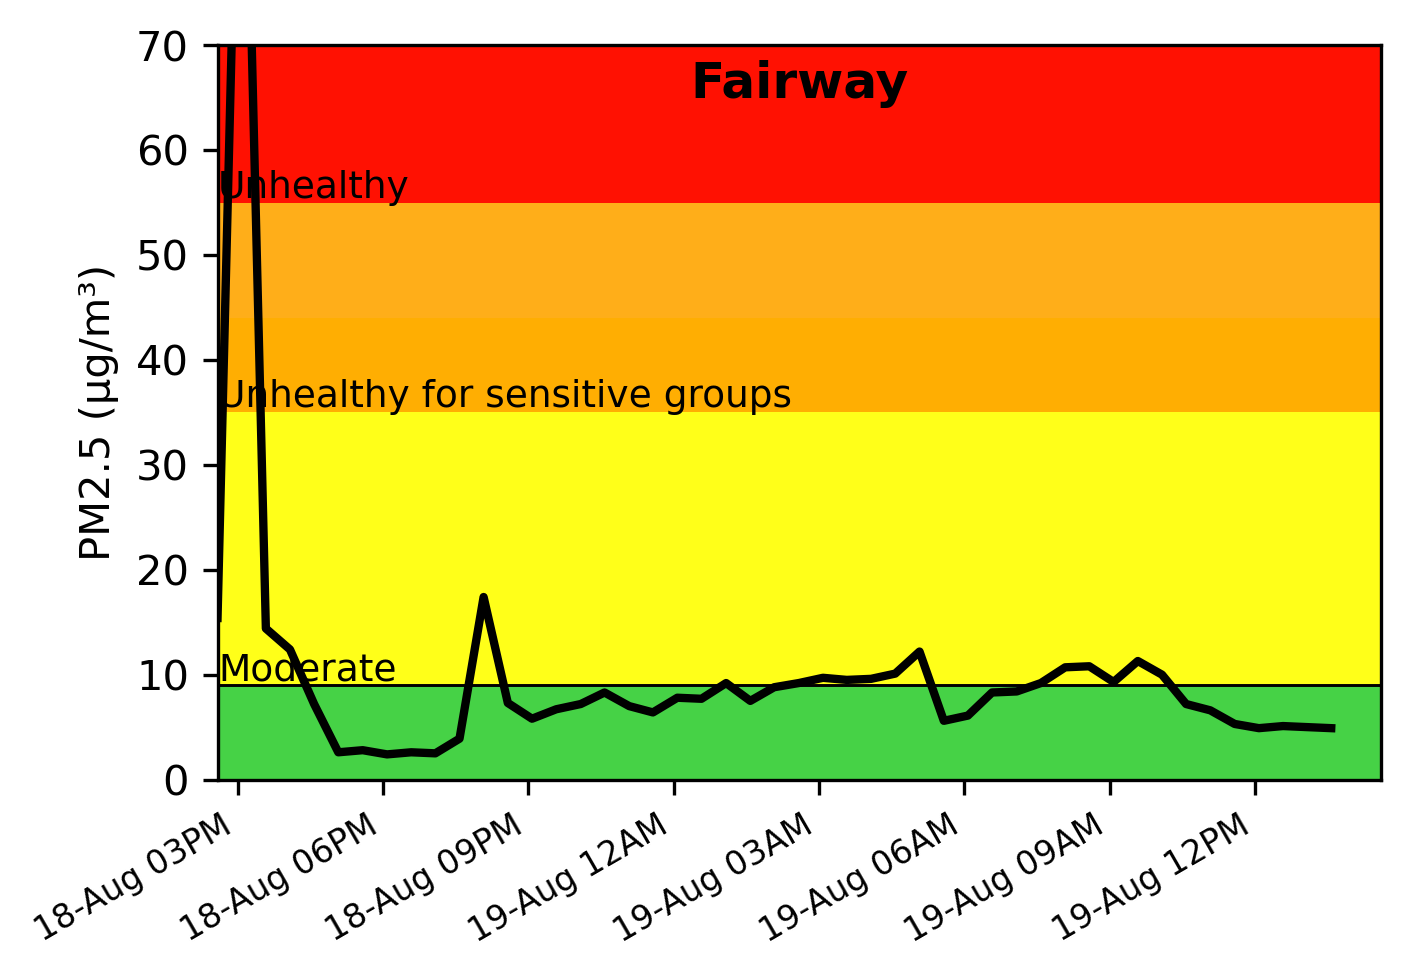 Fairway
70
60
50
40
30
20
10
0
PM2.5 (µg/m³)
Unhealthy
Unhealthy for sensitive groups
Moderate
18-Aug 03PM
18-Aug 06PM
18-Aug 09PM
19-Aug 12AM
19-Aug 03AM
19-Aug 06AM
19-Aug 09AM
19-Aug 12PM